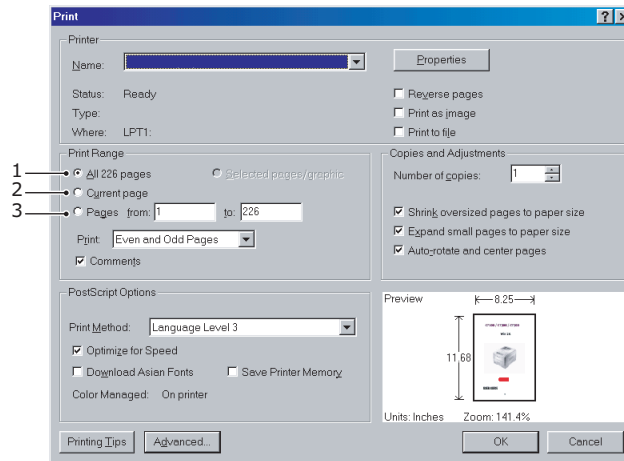 Print
Printer
Name:
Properties
Status: Ready
Reverse pages
Type:
Print as image
Where: LPT1:
Print to file
Print Range
1
All 226 pages
Selected pages/graphic
2
Current page
3
Pages from: 1 to: 226
Print: Even and Odd Pages
Comments
Copies and Adjustments
Number of copies: 1
Shrink oversized pages to paper size
Expand small pages to paper size
Auto-rotate and center pages
PostScript Options
Print Method: Language Level 3
Optimize for Speed
Download Asian Fonts
Save Printer Memory
Color Managed: On printer
Preview
8.25
11.68
Units: Inches Zoom: 141.4%
Printing Tips
Advanced...
OK
Cancel